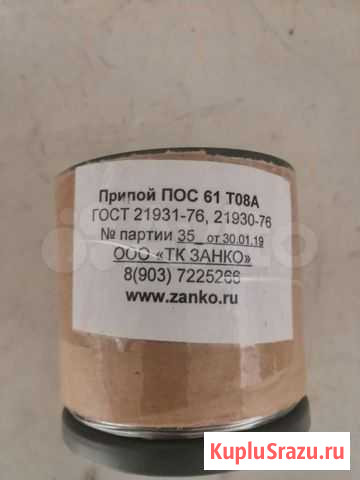 Припой ПОС 61 Т08А
ГОСТ 21931-76, 21930-76
№ партии 35_ от 30.01.19
ООО «ТК ЗАНКО»
8(903) 7225266
www.zanko.ru
KupluSrazu.ru